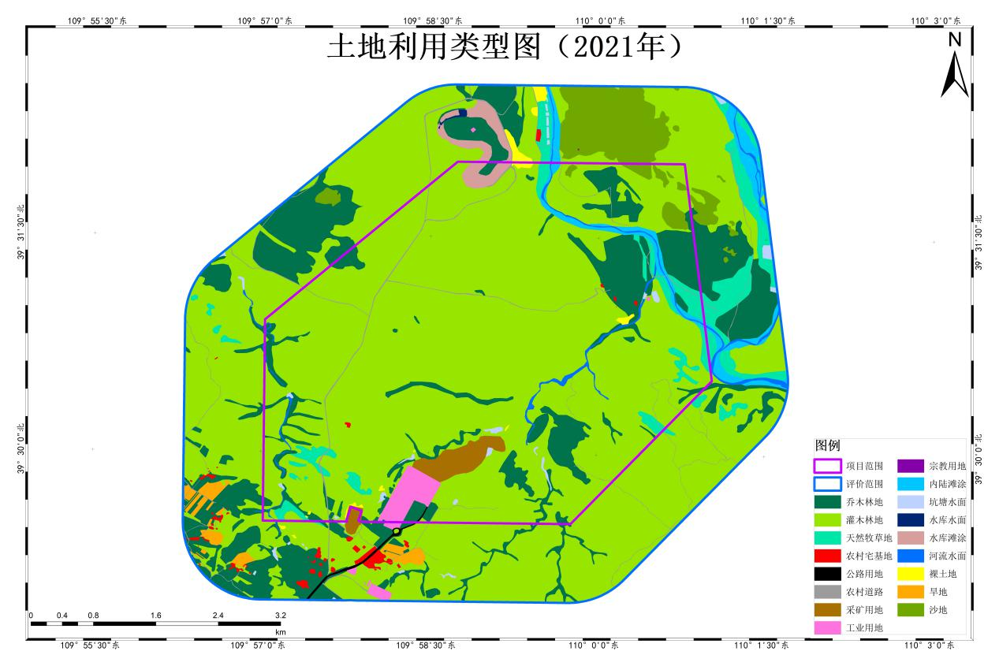 109° 55'30"东 109° 57'0"东 109° 58'30"东 110° 0'0"东 110° 1'30"东 110° 3'0"东
土地利用类型图（2021年）
N
39° 31'30"北
39° 31'30"北
39° 30'0"北
39° 30'0"北
图例
项目范围 宗教用地
评价范围 内陆滩涂
乔木林地 坑塘水面
灌木林地 水库水面
天然牧草地 水库滩涂
农村宅基地 河流水面
公路用地 裸土地
农村道路 旱地
采矿用地 沙地
工业用地
0 0.4 0.8 1.6 2.4 3.2
km
109° 55'30"东 109° 57'0"东 109° 58'30"东 110° 0'0"东 110° 1'30"东 110° 3'0"东